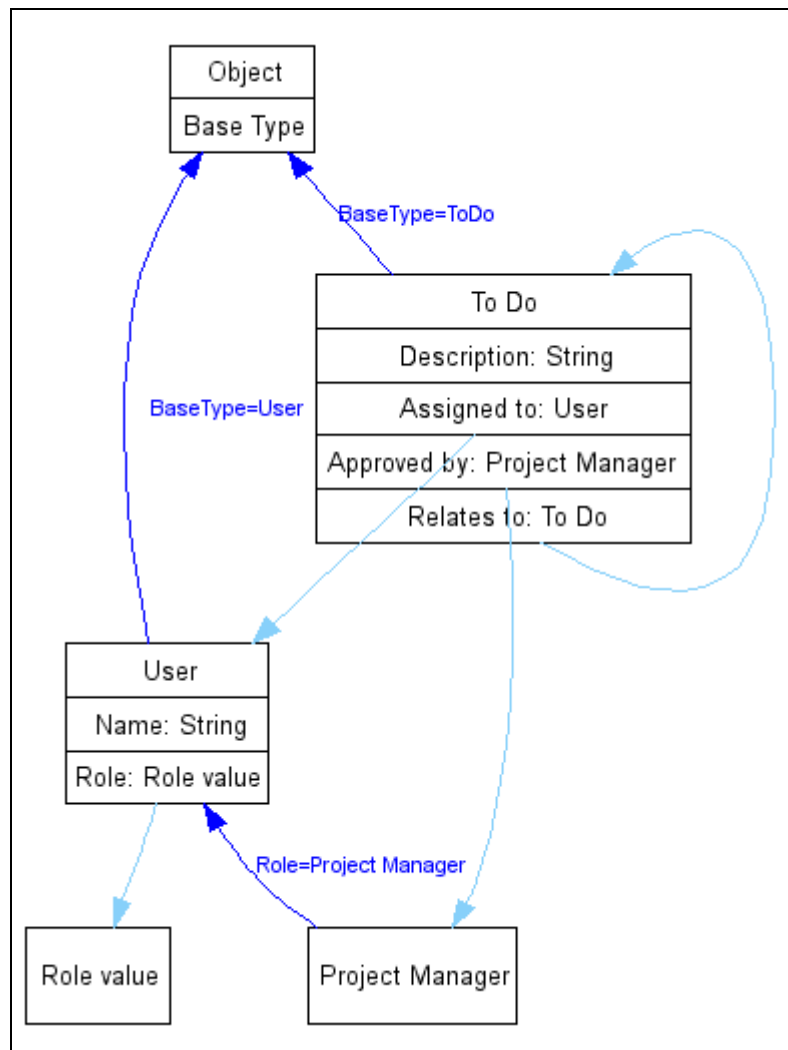 Object
Base Type
BaseType=ToDo
To Do
Description: String
BaseType=User
Assigned to: User
Approved by: Project Manager
Relates to: To Do
User
Name: String
Role: Role value
Role=Project Manager
Role value
Project Manager